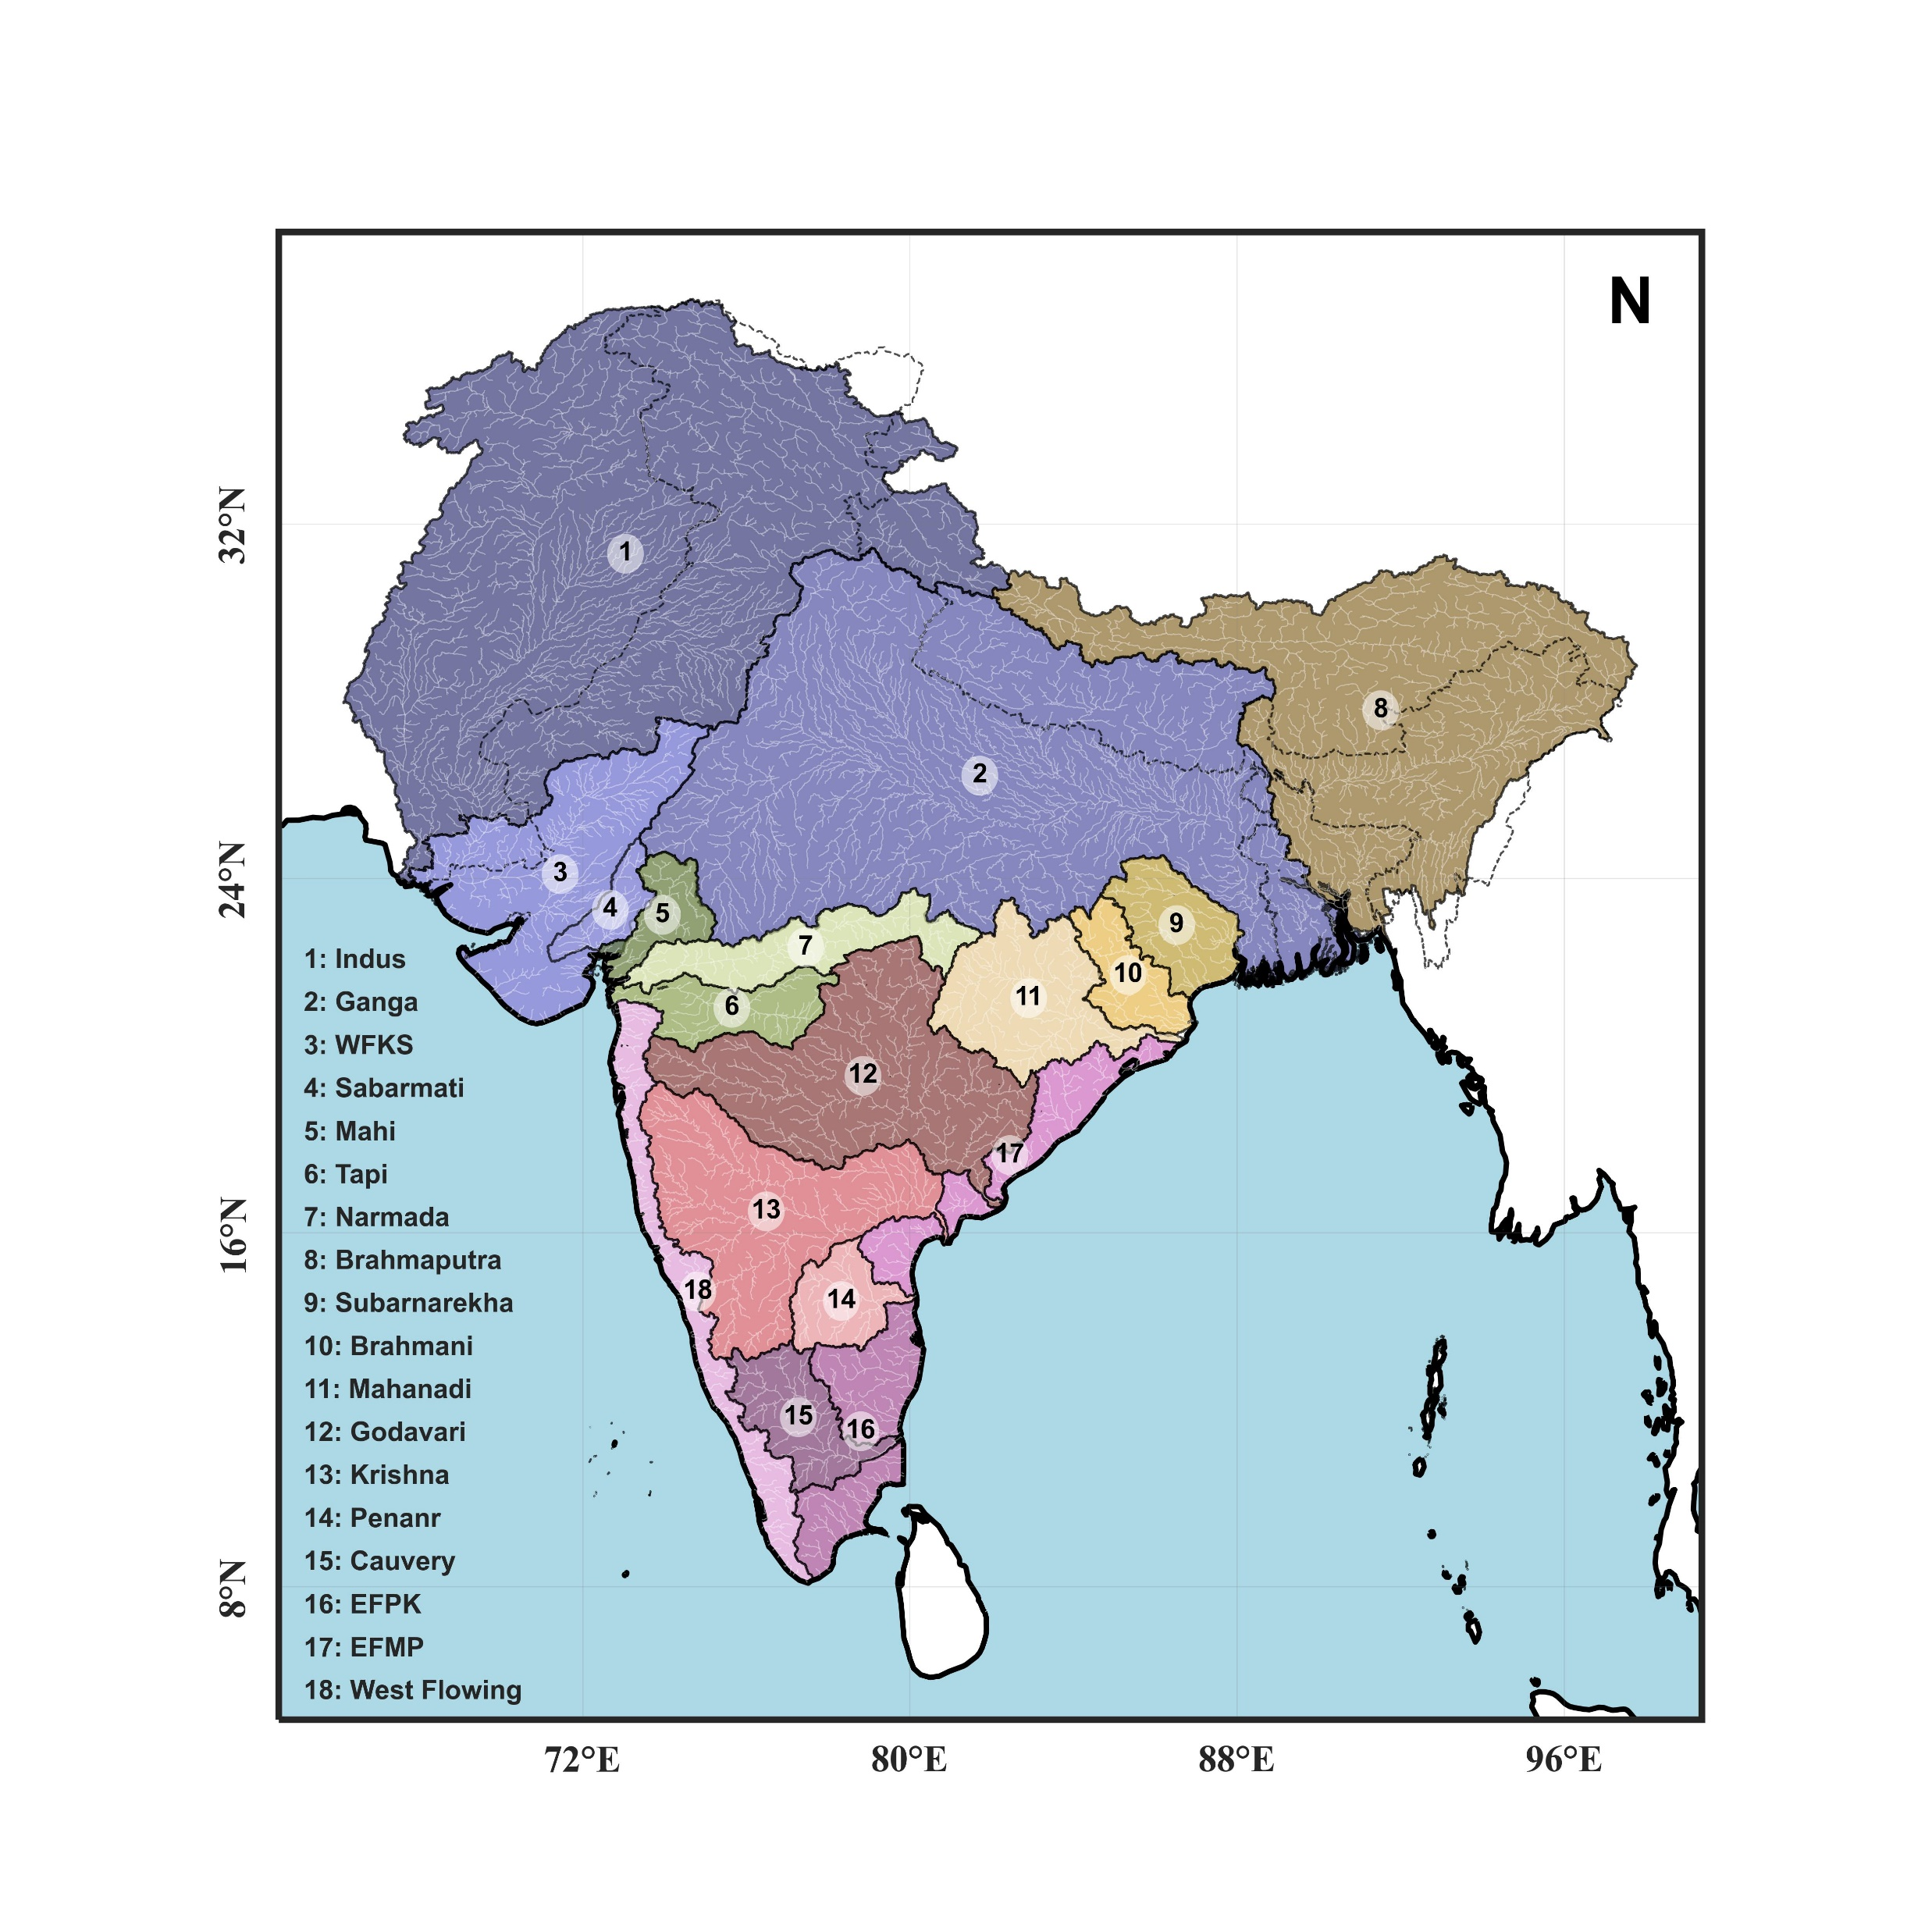 N
32°N
24°N
16°N
8°N
1
2
3
4
5
6
7
8
9
10
11
12
13
14
15
16
17
18
1: Indus
2: Ganga
3: WFKS
4: Sabarmati
5: Mahi
6: Tapi
7: Narmada
8: Brahmaputra
9: Subarnarekha
10: Brahmani
11: Mahanadi
12: Godavari
13: Krishna
14: Penanr
15: Cauvery
16: EFPK
17: EFMP
18: West Flowing
72°E
80°E
88°E
96°E